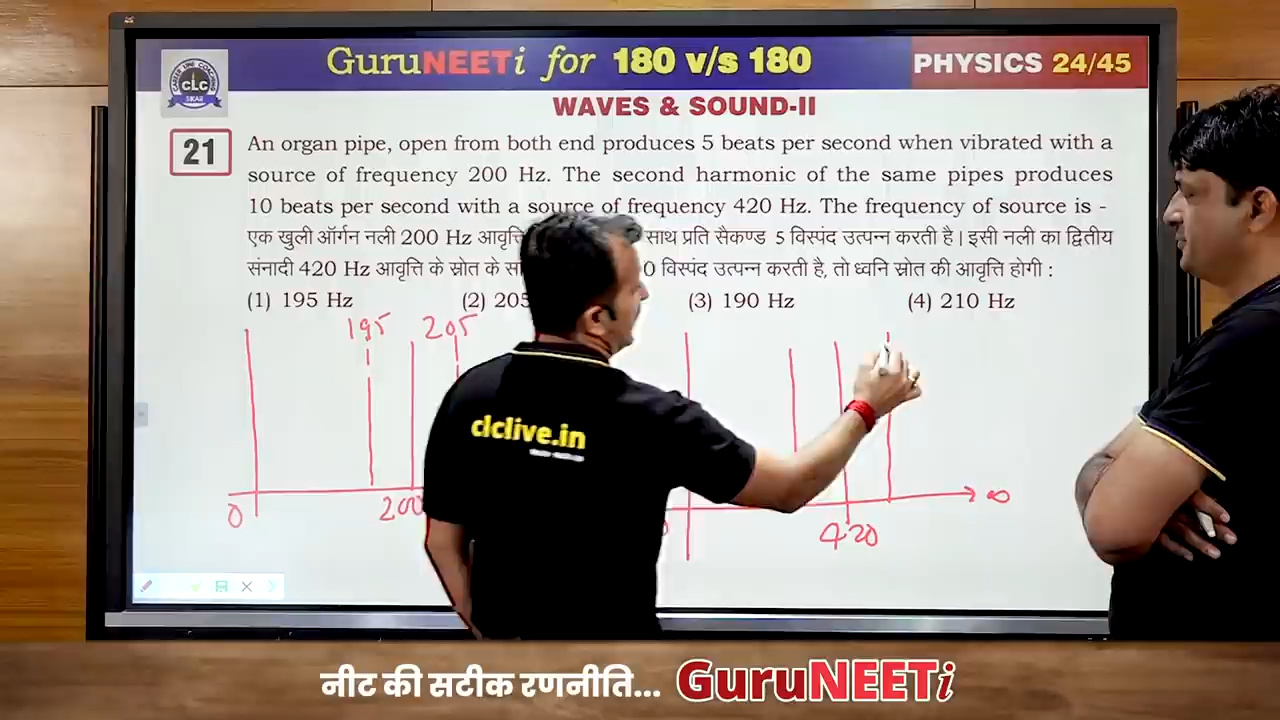 GuruNEETi for 180 v/s 180
PHYSICS 24/45
CLC
SIKAR
WAVES & SOUND-II
21
An organ pipe, open from both end produces 5 beats per second when vibrated with a
source of frequency 200 Hz. The second harmonic of the same pipes produces
10 beats per second with a source of frequency 420 Hz. The frequency of source is -
एक खुली ऑर्गन नली 200 Hz साथ प्रति सैकण्ड 5 विस्पंद उत्पन्न करती है। इसी नली का द्वितीय
संनादी 420 Hz आवृत्ति के स्रोत के 0 विस्पंद उत्पन्न करती है, तो ध्वनि स्रोत की आवृत्ति होगी :
(1) 195 Hz (2) 205 (3) 190 Hz (4) 210 Hz
195 205
0 200 420 ∞
clclive.in
नीट की सटीक रणनीति... GuruNEETi